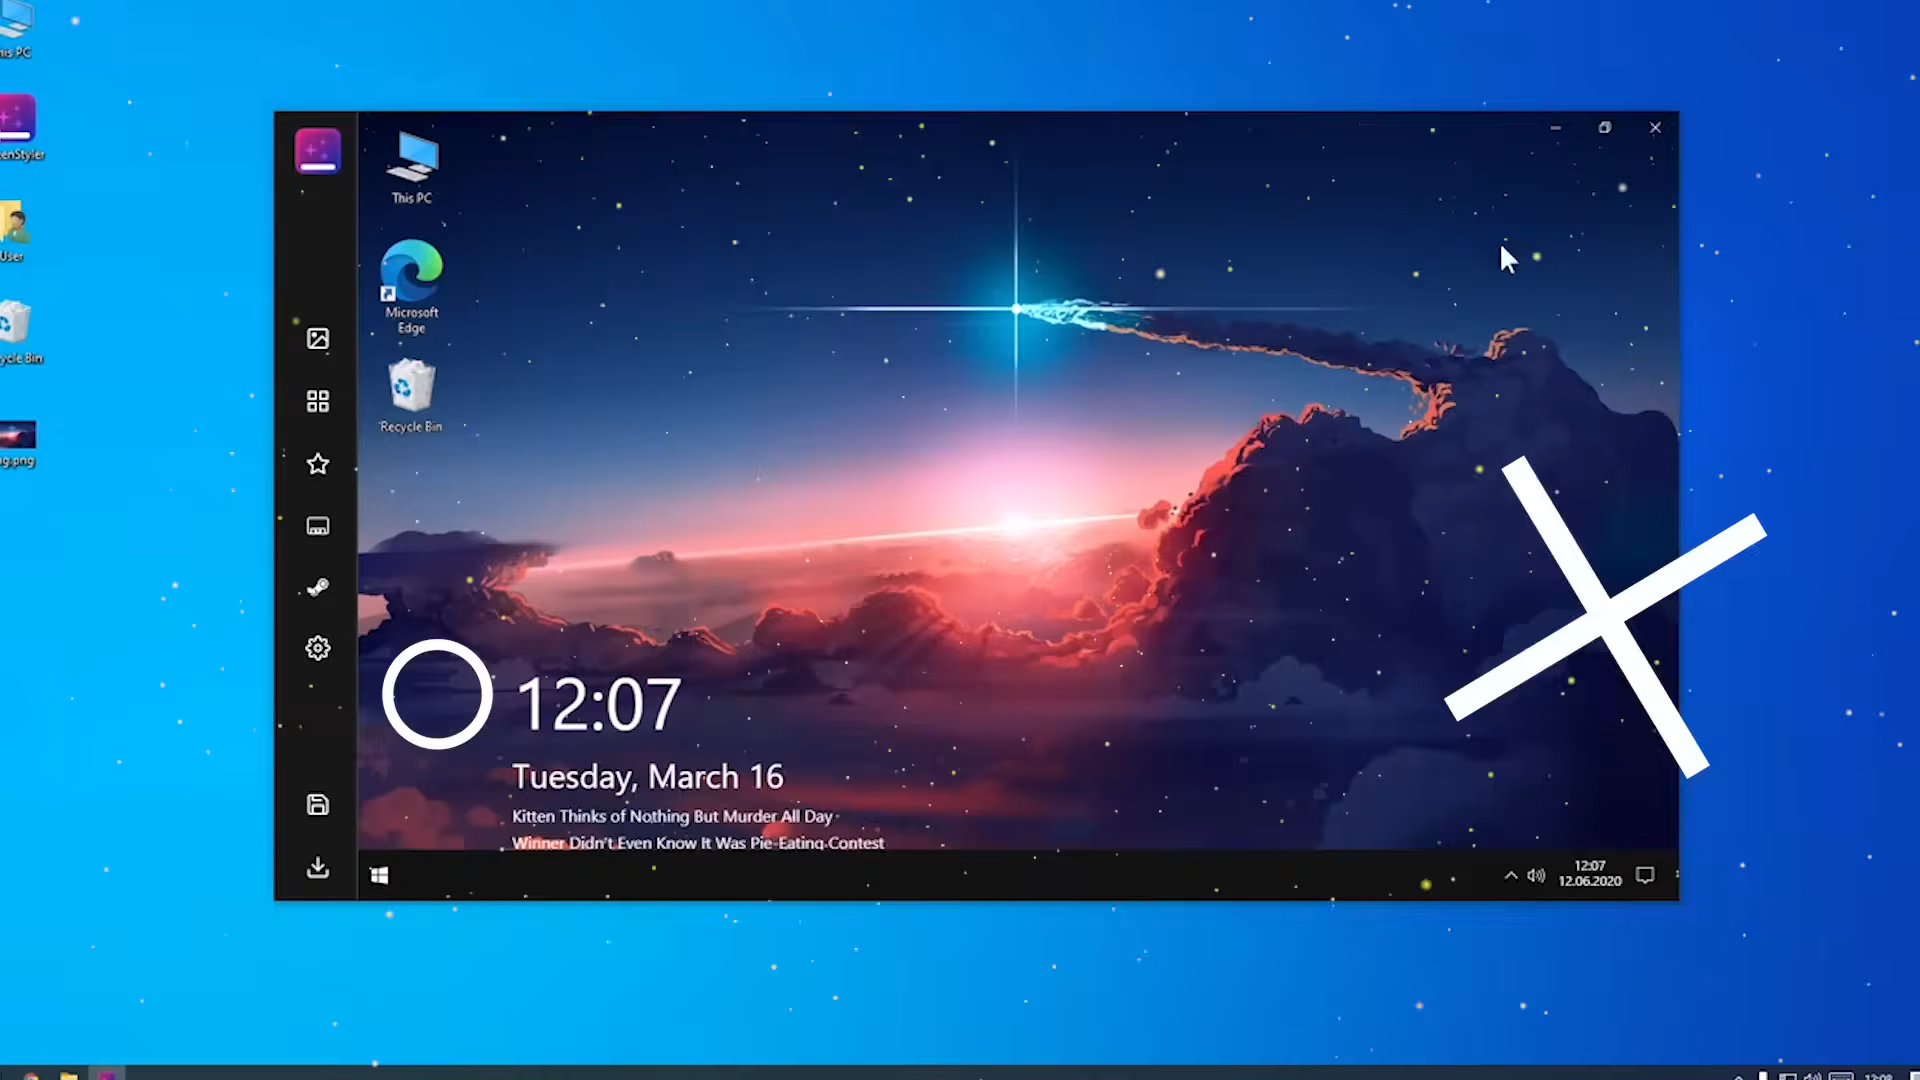 This PC
Microsoft
Edge
Recycle Bin
User
12:07
Tuesday, March 16
Kitten Thinks of Nothing But Murder All Day
Winner Didn't Even Know It Was Pie-Eating Contest
12:07
12.06.2020